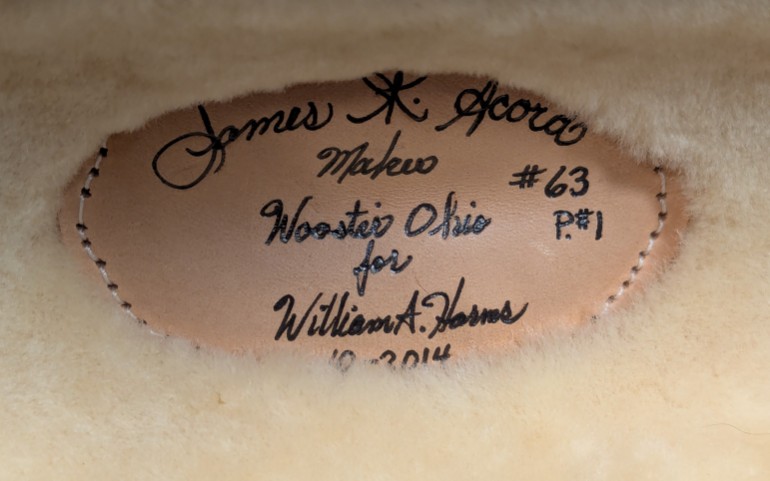 James K. Acora
Maker #63
Wooster Ohio P.#1
for
William A. Harms
2014